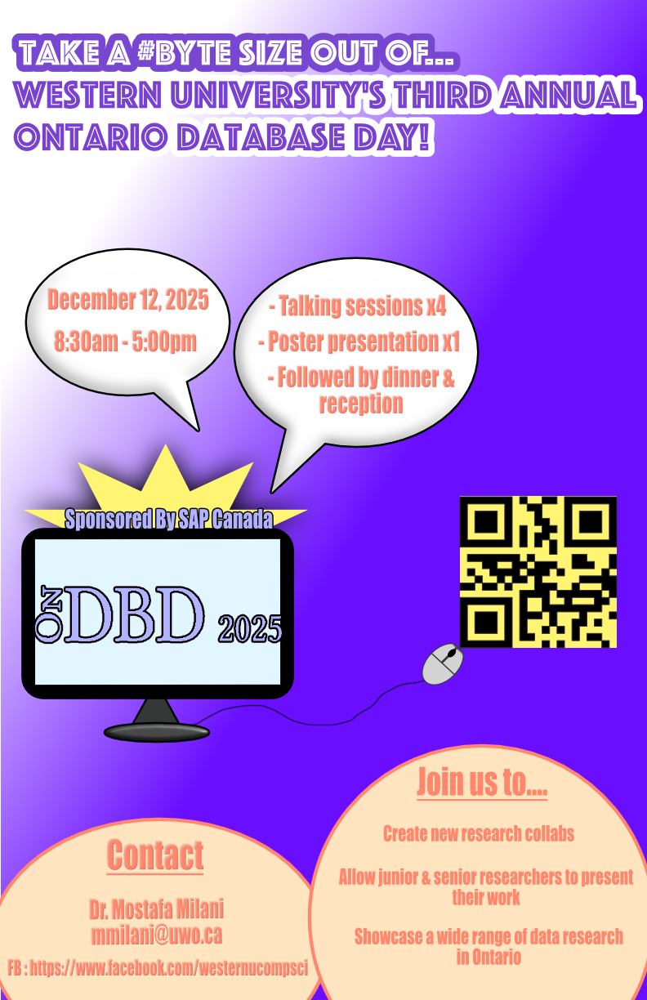 TAKE A #BYTE SIZE OUT OF...
WESTERN UNIVERSITY'S THIRD ANNUAL
ONTARIO DATABASE DAY!
December 12, 2025
8:30am - 5:00pm
- Talking sessions x4
- Poster presentation x1
- Followed by dinner &
reception
Sponsored By SAP Canada
ON DBD 2025
Join us to....
Create new research collabs
Allow junior & senior researchers to present
their work
Showcase a wide range of data research
in Ontario
Contact
Dr. Mostafa Milani
mmilani@uwo.ca
FB : https://www.facebook.com/westernucompsci